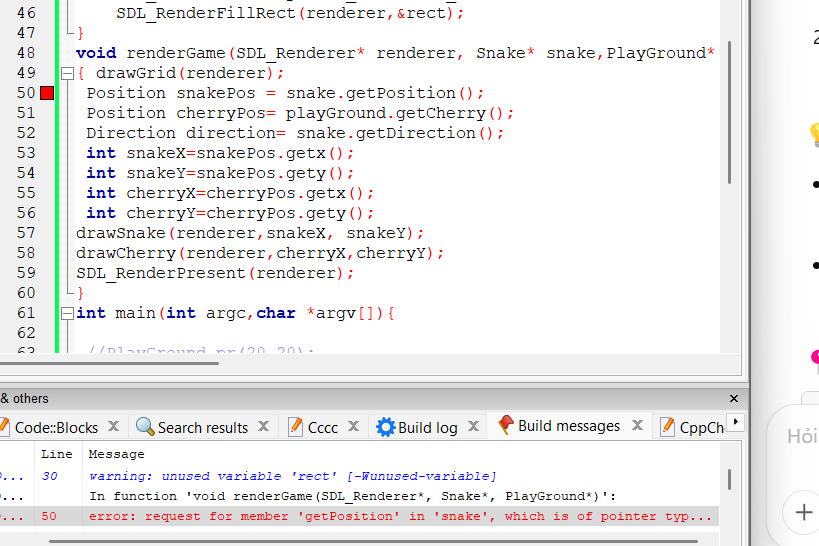 46 SDL_RenderFillRect(renderer,&rect);
47 }
48 void renderGame(SDL_Renderer* renderer, Snake* snake,PlayGround*
49 { drawGrid(renderer);
50 Position snakePos = snake.getPosition();
51 Position cherryPos= playGround.getCherry();
52 Direction direction= snake.getDirection();
53 int snakeX=snakePos.getx();
54 int snakeY=snakePos.gety();
55 int cherryX=cherryPos.getx();
56 int cherryY=cherryPos.gety();
57 drawSnake(renderer,snakeX, snakeY);
58 drawCherry(renderer,cherryX,cherryY);
59 SDL_RenderPresent(renderer);
60 }
61 int main(int argc,char *argv[]){
62
63 //PlayGround pr(20,20);
& others
Code::Blocks Search results Cccc Build log Build messages CppCh
Line Message
0... 30 warning: unused variable 'rect' [-Wunused-variable]
... In function 'void renderGame(SDL_Renderer*, Snake*, PlayGround*)':
0... 50 error: request for member 'getPosition' in 'snake', which is of pointer typ...
2
Hỏi